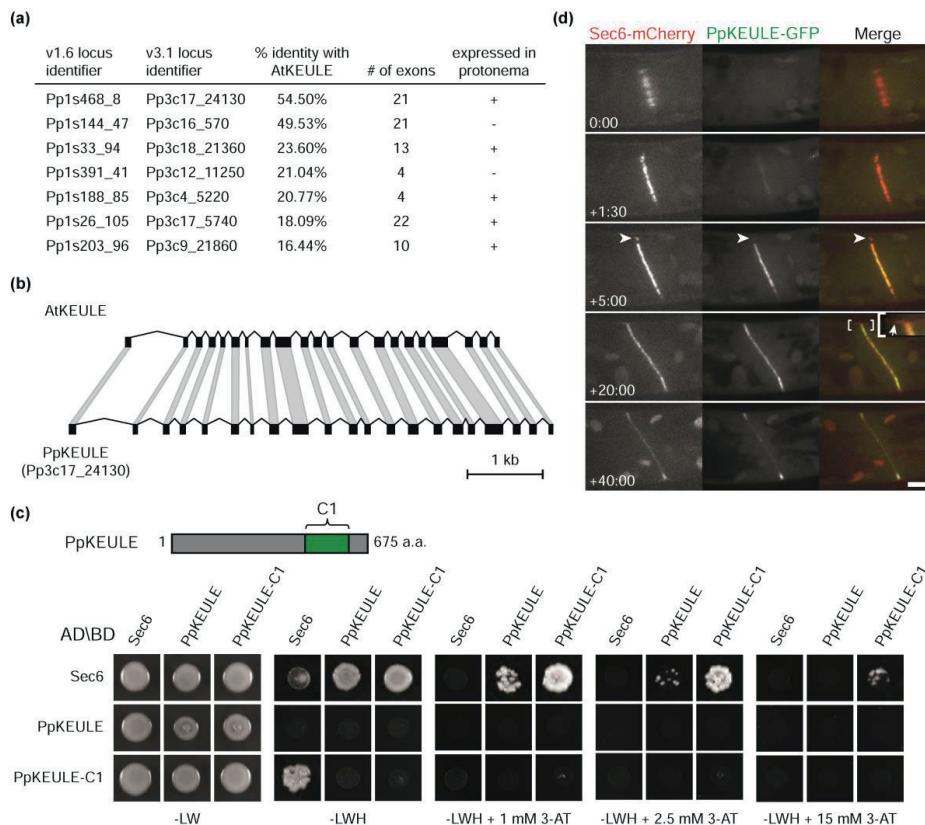 (a)
v1.6 locus identifier v3.1 locus identifier % identity with AtKEULE # of exons expressed in protonema
Pp1s468_8 Pp3c17_24130 54.50% 21 +
Pp1s144_47 Pp3c16_570 49.53% 21 -
Pp1s33_94 Pp3c18_21360 23.60% 13 +
Pp1s391_41 Pp3c12_11250 21.04% 4 -
Pp1s188_85 Pp3c4_5220 20.77% 4 +
Pp1s26_105 Pp3c17_5740 18.09% 22 +
Pp1s203_96 Pp3c9_21860 16.44% 10 +
(b)
AtKEULE
PpKEULE
(Pp3c17_24130)
1 kb
(c)
C1
PpKEULE 1 675 a.a.
AD\BD
Sec6 PpKEULE PpKEULE-C1 Sec6 PpKEULE PpKEULE-C1 Sec6 PpKEULE PpKEULE-C1 Sec6 PpKEULE PpKEULE-C1 Sec6 PpKEULE PpKEULE-C1
Sec6
PpKEULE
PpKEULE-C1
-LW -LWH -LWH + 1 mM 3-AT -LWH + 2.5 mM 3-AT -LWH + 15 mM 3-AT
(d)
Sec6-mCherry PpKEULE-GFP Merge
0:00
+1:30
+5:00
+20:00
+40:00